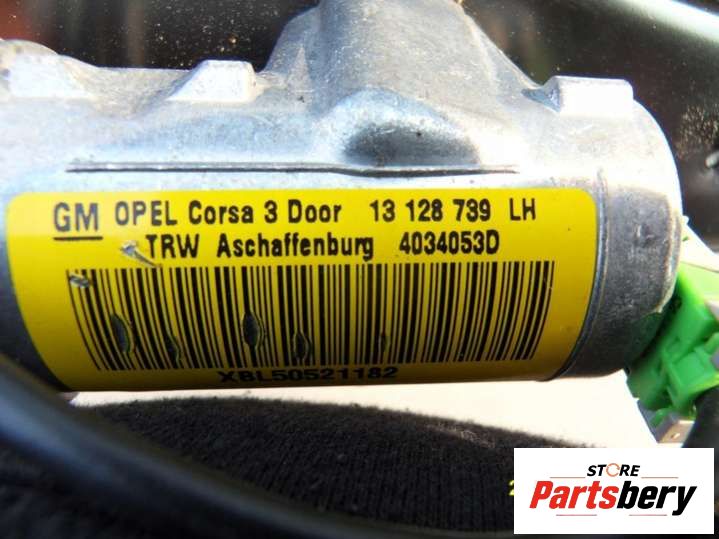 GM OPEL Corsa 3 Door 13 128 739 LH
TRW Aschaffenburg 4034053D
XBL50521182
STORE
Partsbery